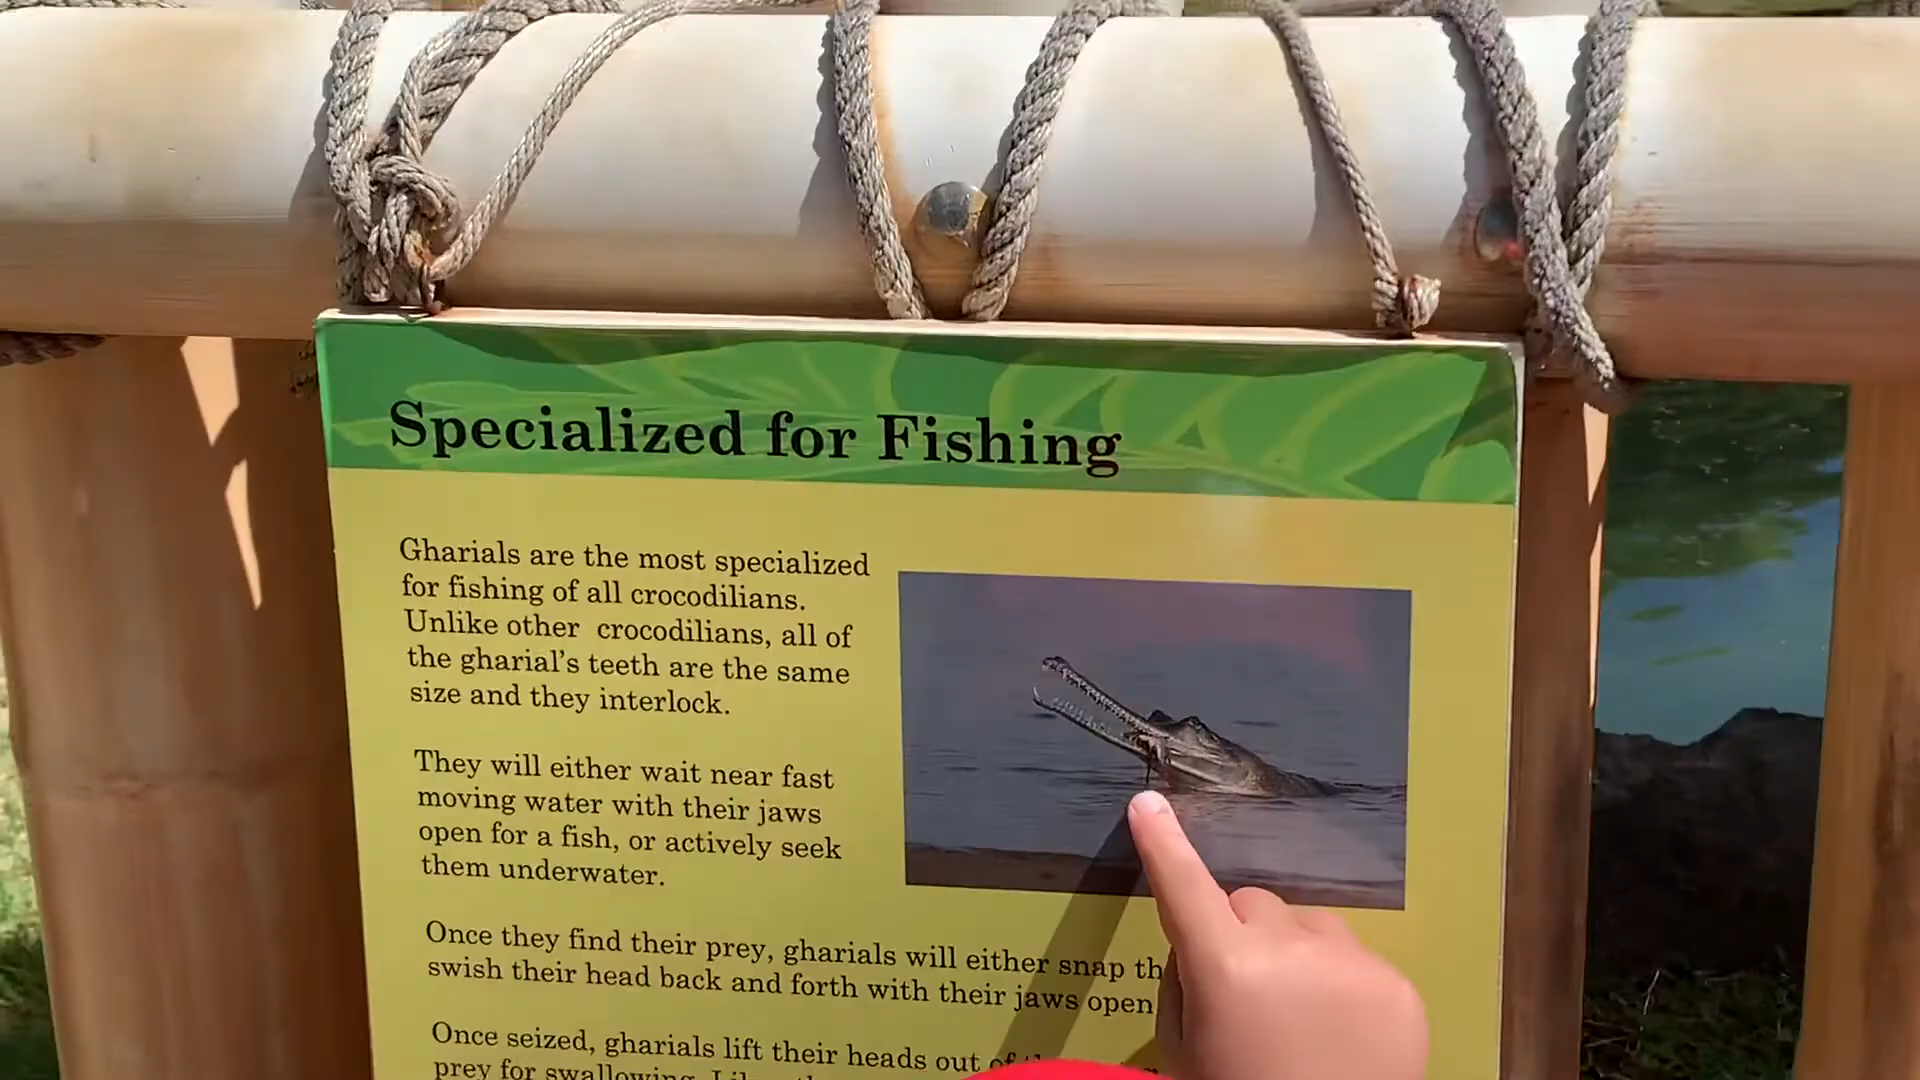 Specialized for Fishing
Gharials are the most specialized
for fishing of all crocodilians.
Unlike other crocodilians, all of
the gharial's teeth are the same
size and they interlock.
They will either wait near fast
moving water with their jaws
open for a fish, or actively seek
them underwater.
Once they find their prey, gharials will either snap th
swish their head back and forth with their jaws open
Once seized, gharials lift their heads out of
prey for swallowing.